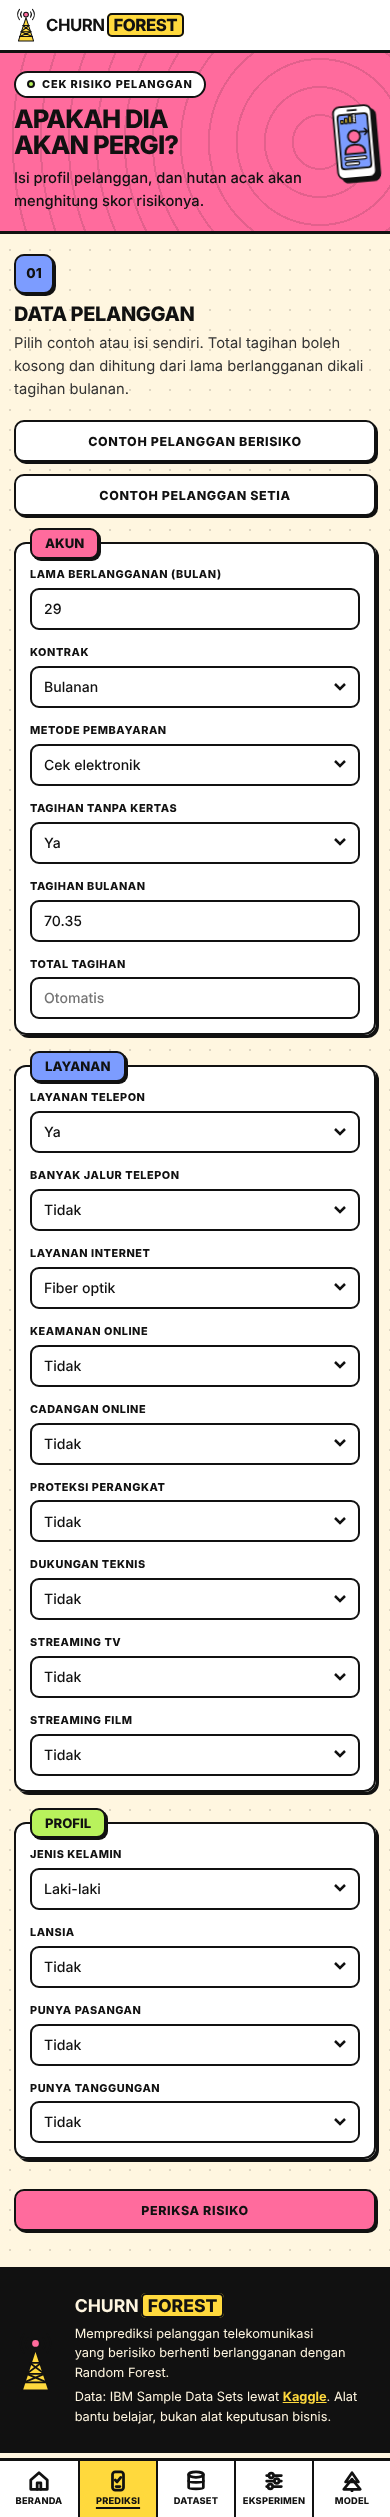 CHURN FOREST
CEK RISIKO PELANGGAN
APAKAH DIA
AKAN PERGI?
Isi profil pelanggan, dan hutan acak akan
menghitung skor risikonya.
01
DATA PELANGGAN
Pilih contoh atau isi sendiri. Total tagihan boleh
kosong dan dihitung dari lama berlangganan dikali
tagihan bulanan.
CONTOH PELANGGAN BERISIKO
CONTOH PELANGGAN SETIA
AKUN
LAMA BERLANGGANAN (BULAN)
29
KONTRAK
Bulanan
METODE PEMBAYARAN
Cek elektronik
TAGIHAN TANPA KERTAS
Ya
TAGIHAN BULANAN
70.35
TOTAL TAGIHAN
Otomatis
LAYANAN
LAYANAN TELEPON
Ya
BANYAK JALUR TELEPON
Tidak
LAYANAN INTERNET
Fiber optik
KEAMANAN ONLINE
Tidak
CADANGAN ONLINE
Tidak
PROTEKSI PERANGKAT
Tidak
DUKUNGAN TEKNIS
Tidak
STREAMING TV
Tidak
STREAMING FILM
Tidak
PROFIL
JENIS KELAMIN
Laki-laki
LANSIA
Tidak
PUNYA PASANGAN
Tidak
PUNYA TANGGUNGAN
Tidak
PERIKSA RISIKO
CHURN FOREST
Memprediksi pelanggan telekomunikasi
yang berisiko berhenti berlangganan dengan
Random Forest.
Data: IBM Sample Data Sets lewat Kaggle. Alat
bantu belajar, bukan alat keputusan bisnis.
BERANDA PREDIKSI DATASET EKSPERIMEN MODEL